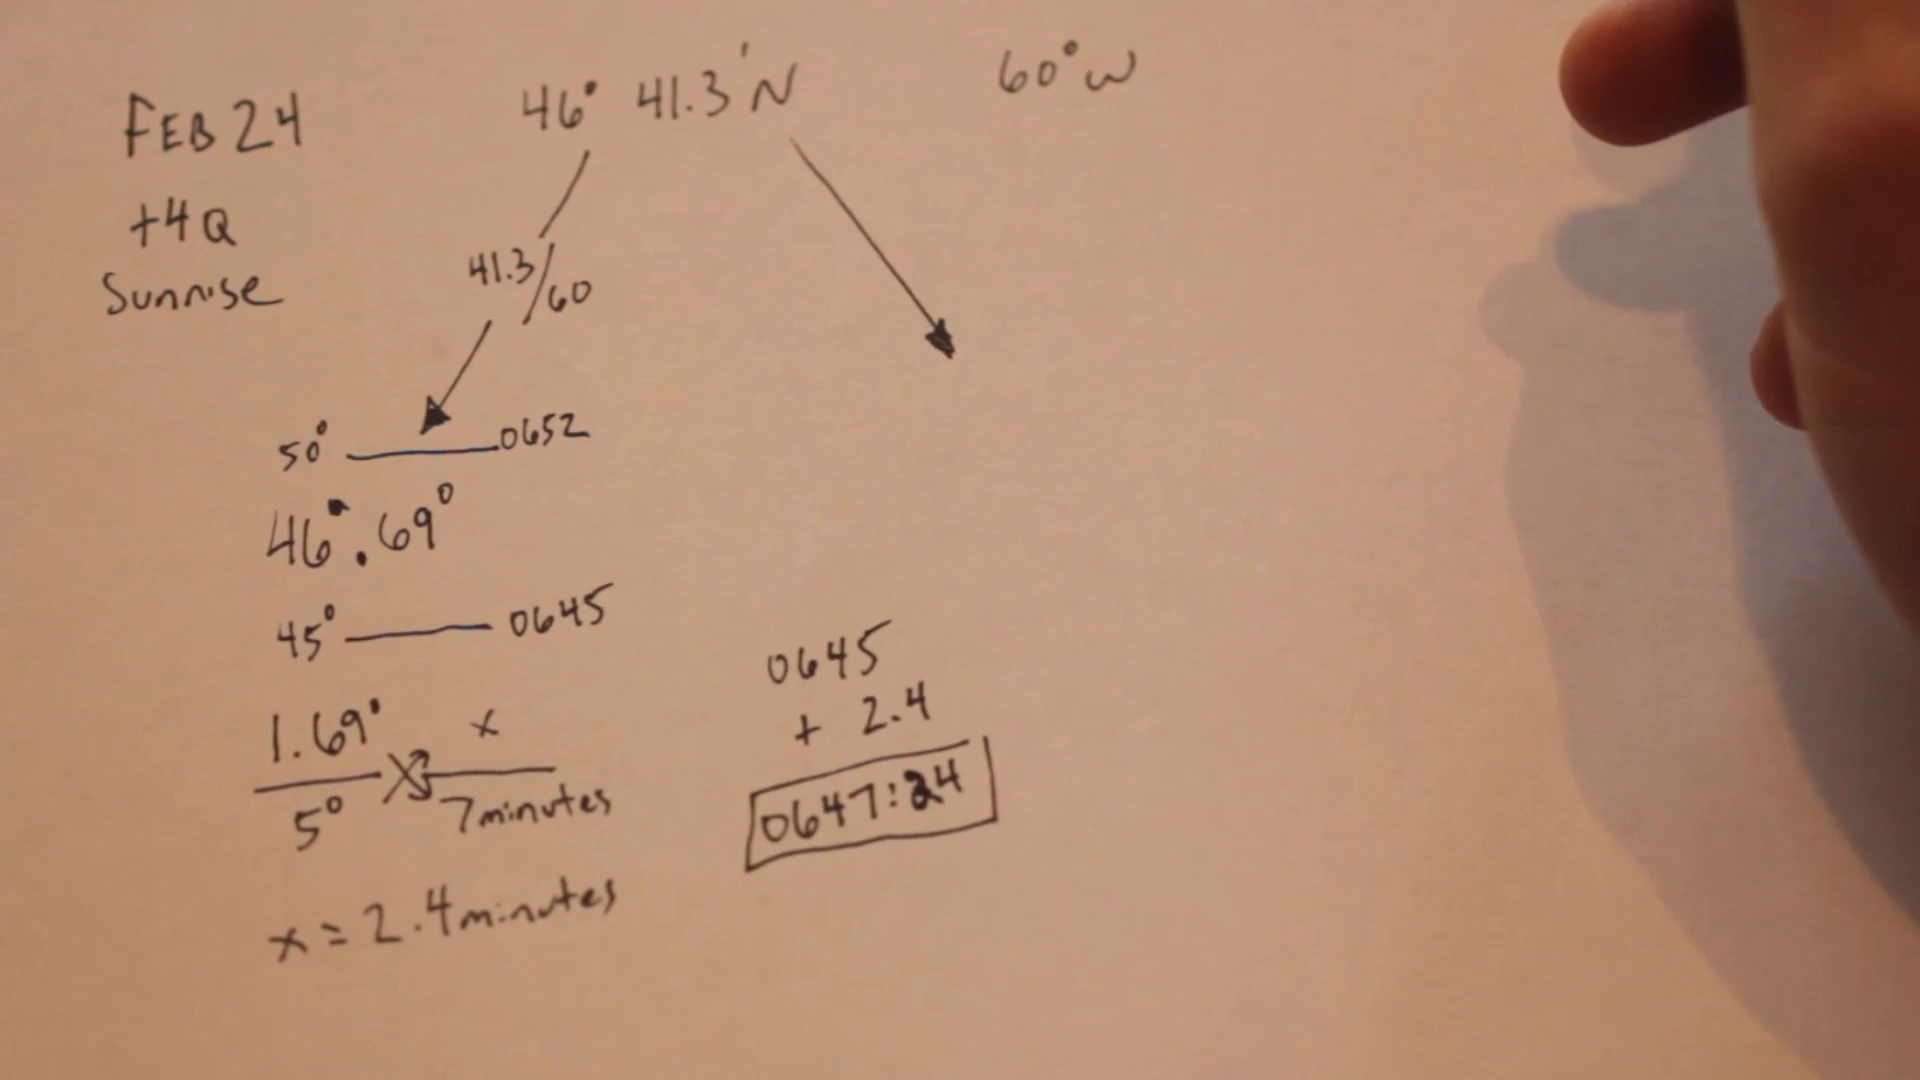 FEB 24
+4Q
Sunrise
46° 41.3'N
60°W
41.3/60
50° 0652
46°.69°
45° 0645
1.69° x
5° 7minutes
x = 2.4minutes
0645
+ 2.4
0647:24